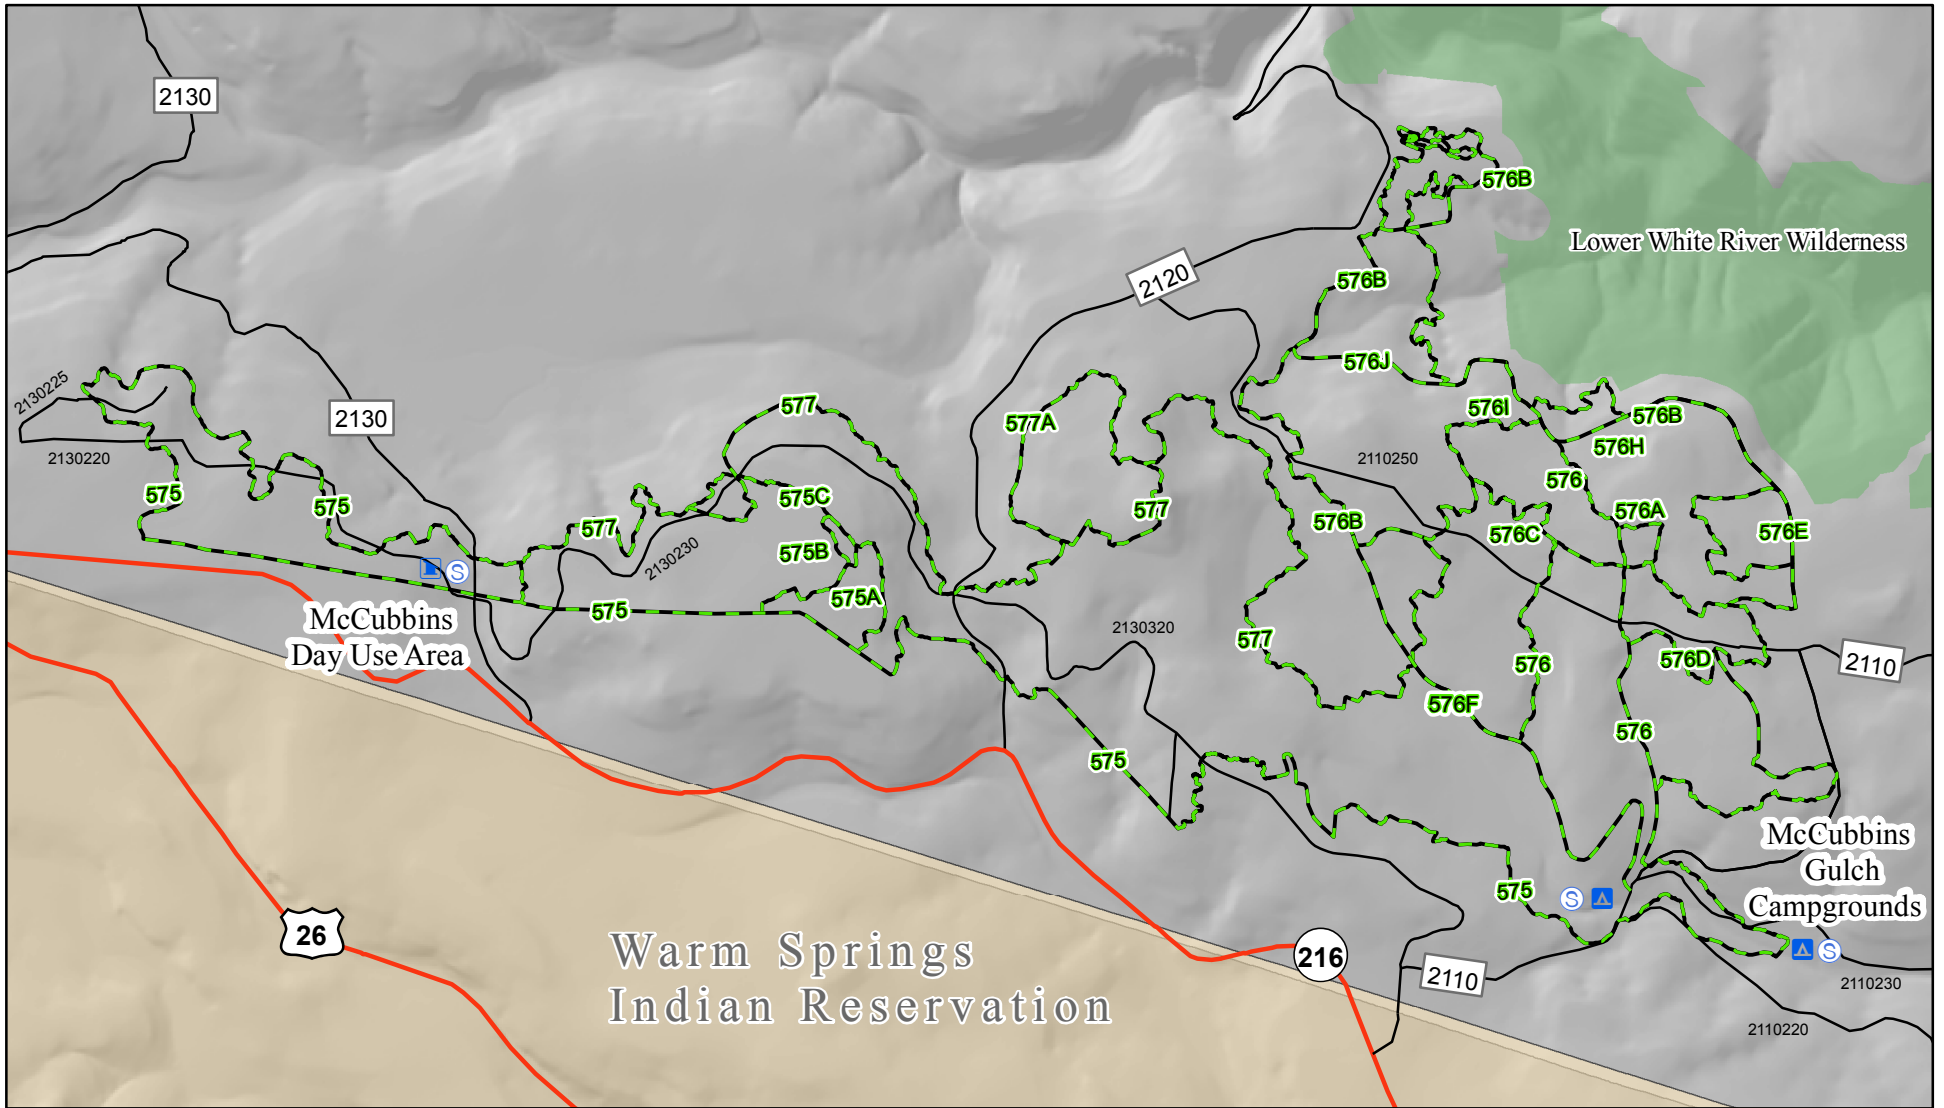 2130
576B
Lower White River Wilderness
2120
576B
576J
2130225
2130
577
577A
576I
576B
576H
2130220
2110250
575
575
575C
577
576
576A
577
576B
576C
576E
575B
2130230
S
575
575A
McCubbins
Day Use Area
2130320
577
576
576D
2110
576F
576
575
McCubbins
Gulch
Campgrounds
575
S
26
Warm Springs
Indian Reservation
216
2110
S
2110230
2110220